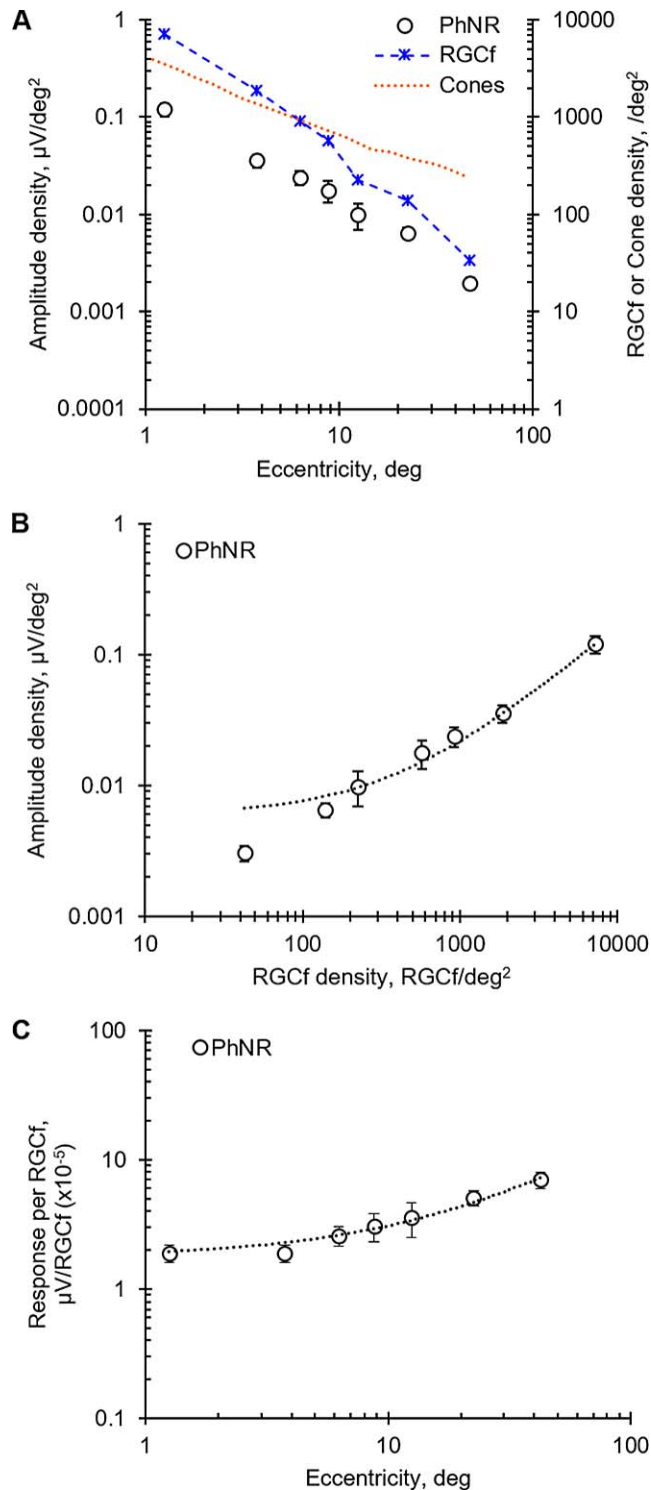 A
PhNR
RGCf
Cones
1
0.1
0.01
0.001
0.0001
Amplitude density, µV/deg²
10000
1000
100
10
1
RGCf or Cone density, /deg²
1
10
100
Eccentricity, deg
B
PhNR
1
0.1
0.01
0.001
Amplitude density, µV/deg²
10
100
1000
10000
RGCf density, RGCf/deg²
C
PhNR
100
10
1
0.1
Response per RGCf,
µV/RGCf (x10⁻⁵)
1
10
100
Eccentricity, deg